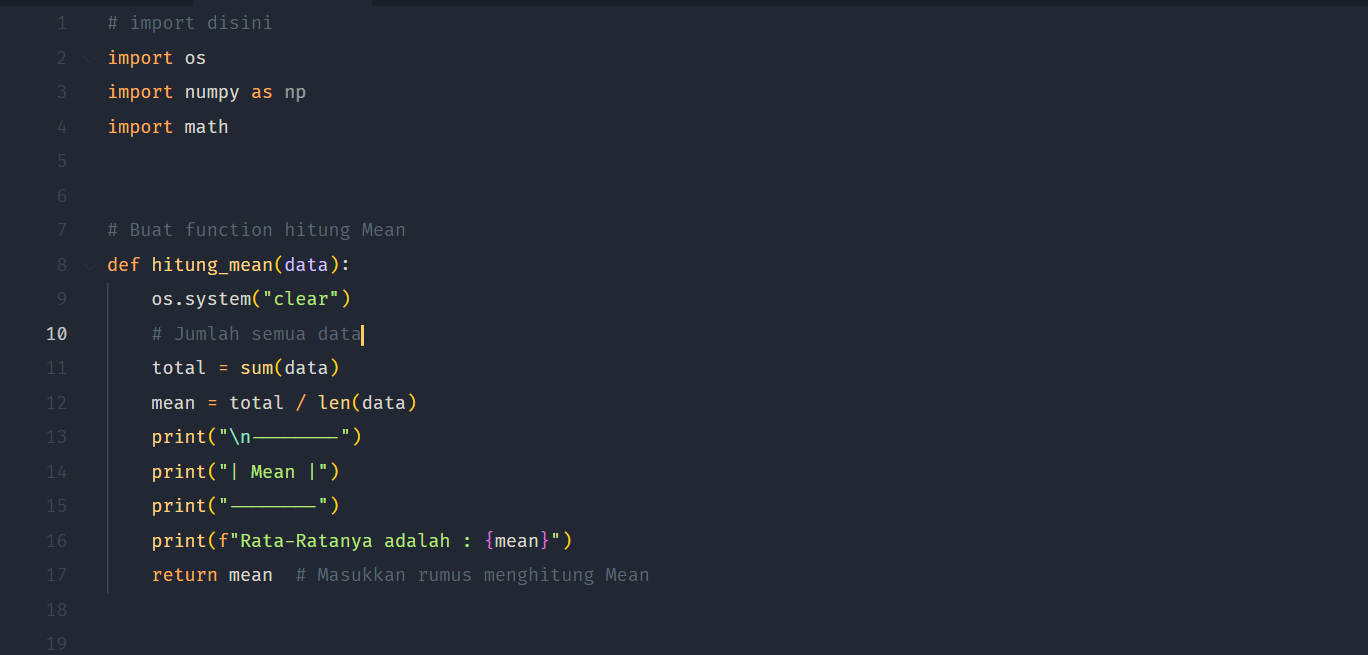 1 # import disini
2 import os
3 import numpy as np
4 import math
5
6
7 # Buat function hitung Mean
8 def hitung_mean(data):
9     os.system("clear")
10     # Jumlah semua data
11     total = sum(data)
12     mean = total / len(data)
13     print("\n--------")
14     print("| Mean |")
15     print("--------")
16     print(f"Rata-Ratanya adalah : {mean}")
17     return mean  # Masukkan rumus menghitung Mean
18
19